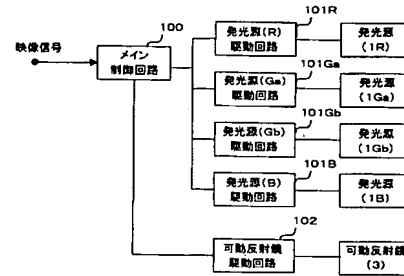 101R
100
映像信号
メイン
制御回路
発光源(R)
駆動回路
発光源
(1R)
101Ga
発光源(Ga)
駆動回路
発光源
(1Ga)
101Gb
発光源(Gb)
駆動回路
発光源
(1Gb)
101B
発光源(B)
駆動回路
発光源
(1B)
102
可動反射鏡
駆動回路
可動反射鏡
(3)